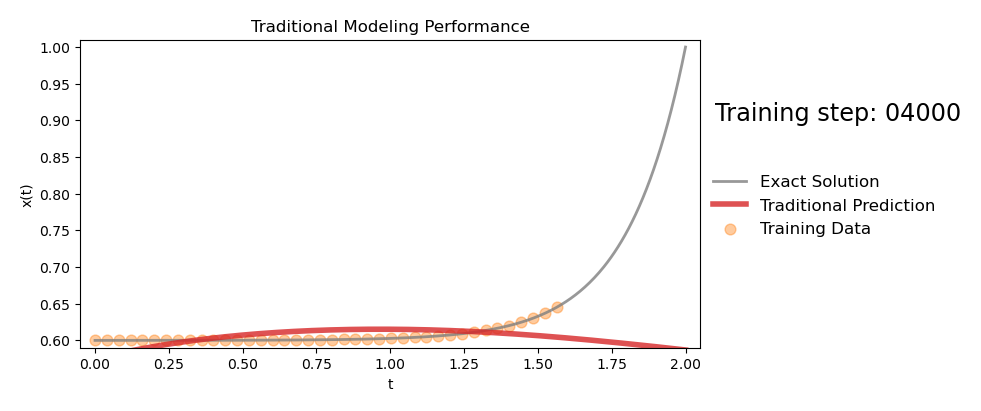 Traditional Modeling Performance
1.00
0.95
0.90
0.85
0.80
0.75
0.70
0.65
0.60
x(t)
0.00 0.25 0.50 0.75 1.00 1.25 1.50 1.75 2.00
t
Training step: 04000
Exact Solution
Traditional Prediction
Training Data